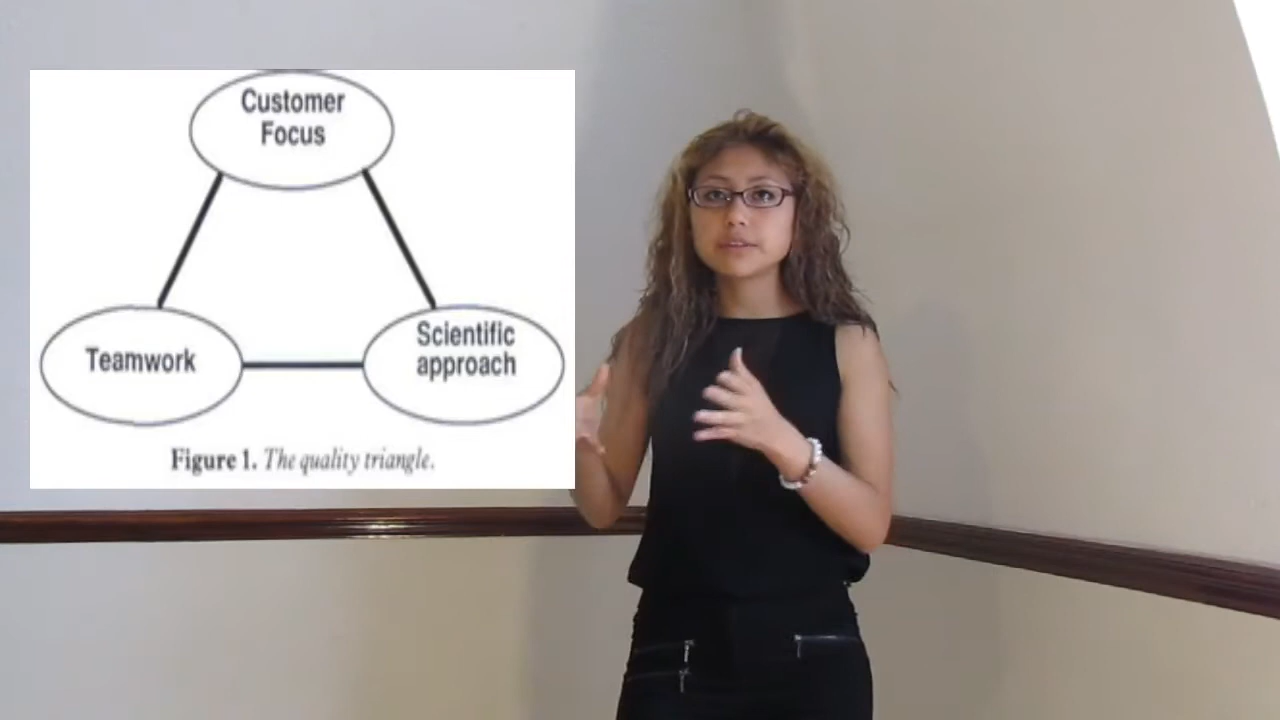 Customer
Focus
Teamwork
Scientific
approach
Figure 1. The quality triangle.